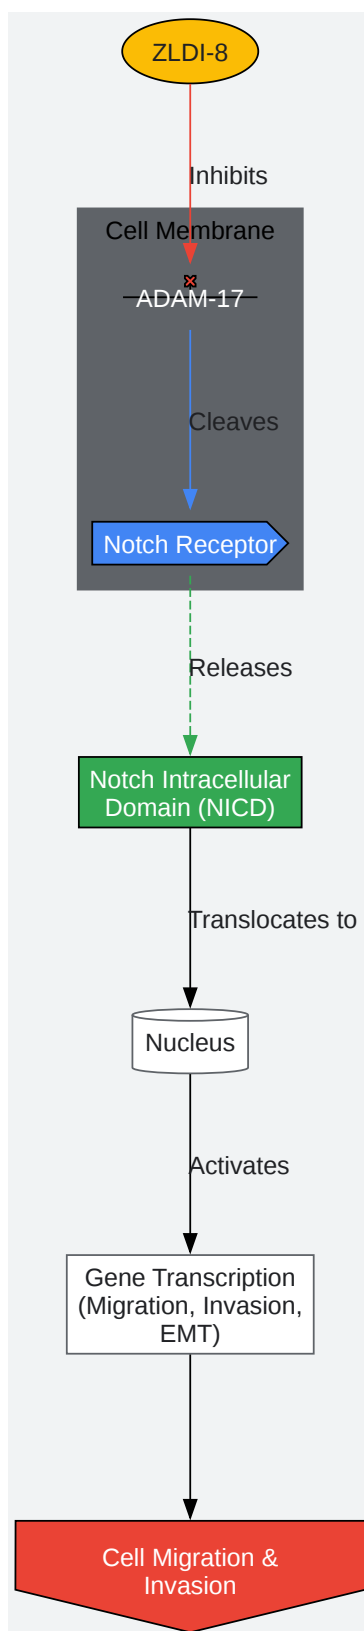 ZLDI-8
Inhibits
Cell Membrane
ADAM-17
Cleaves
Notch Receptor
Releases
Notch Intracellular
Domain (NICD)
Translocates to
Nucleus
Activates
Gene Transcription
(Migration, Invasion,
EMT)
Cell Migration &
Invasion